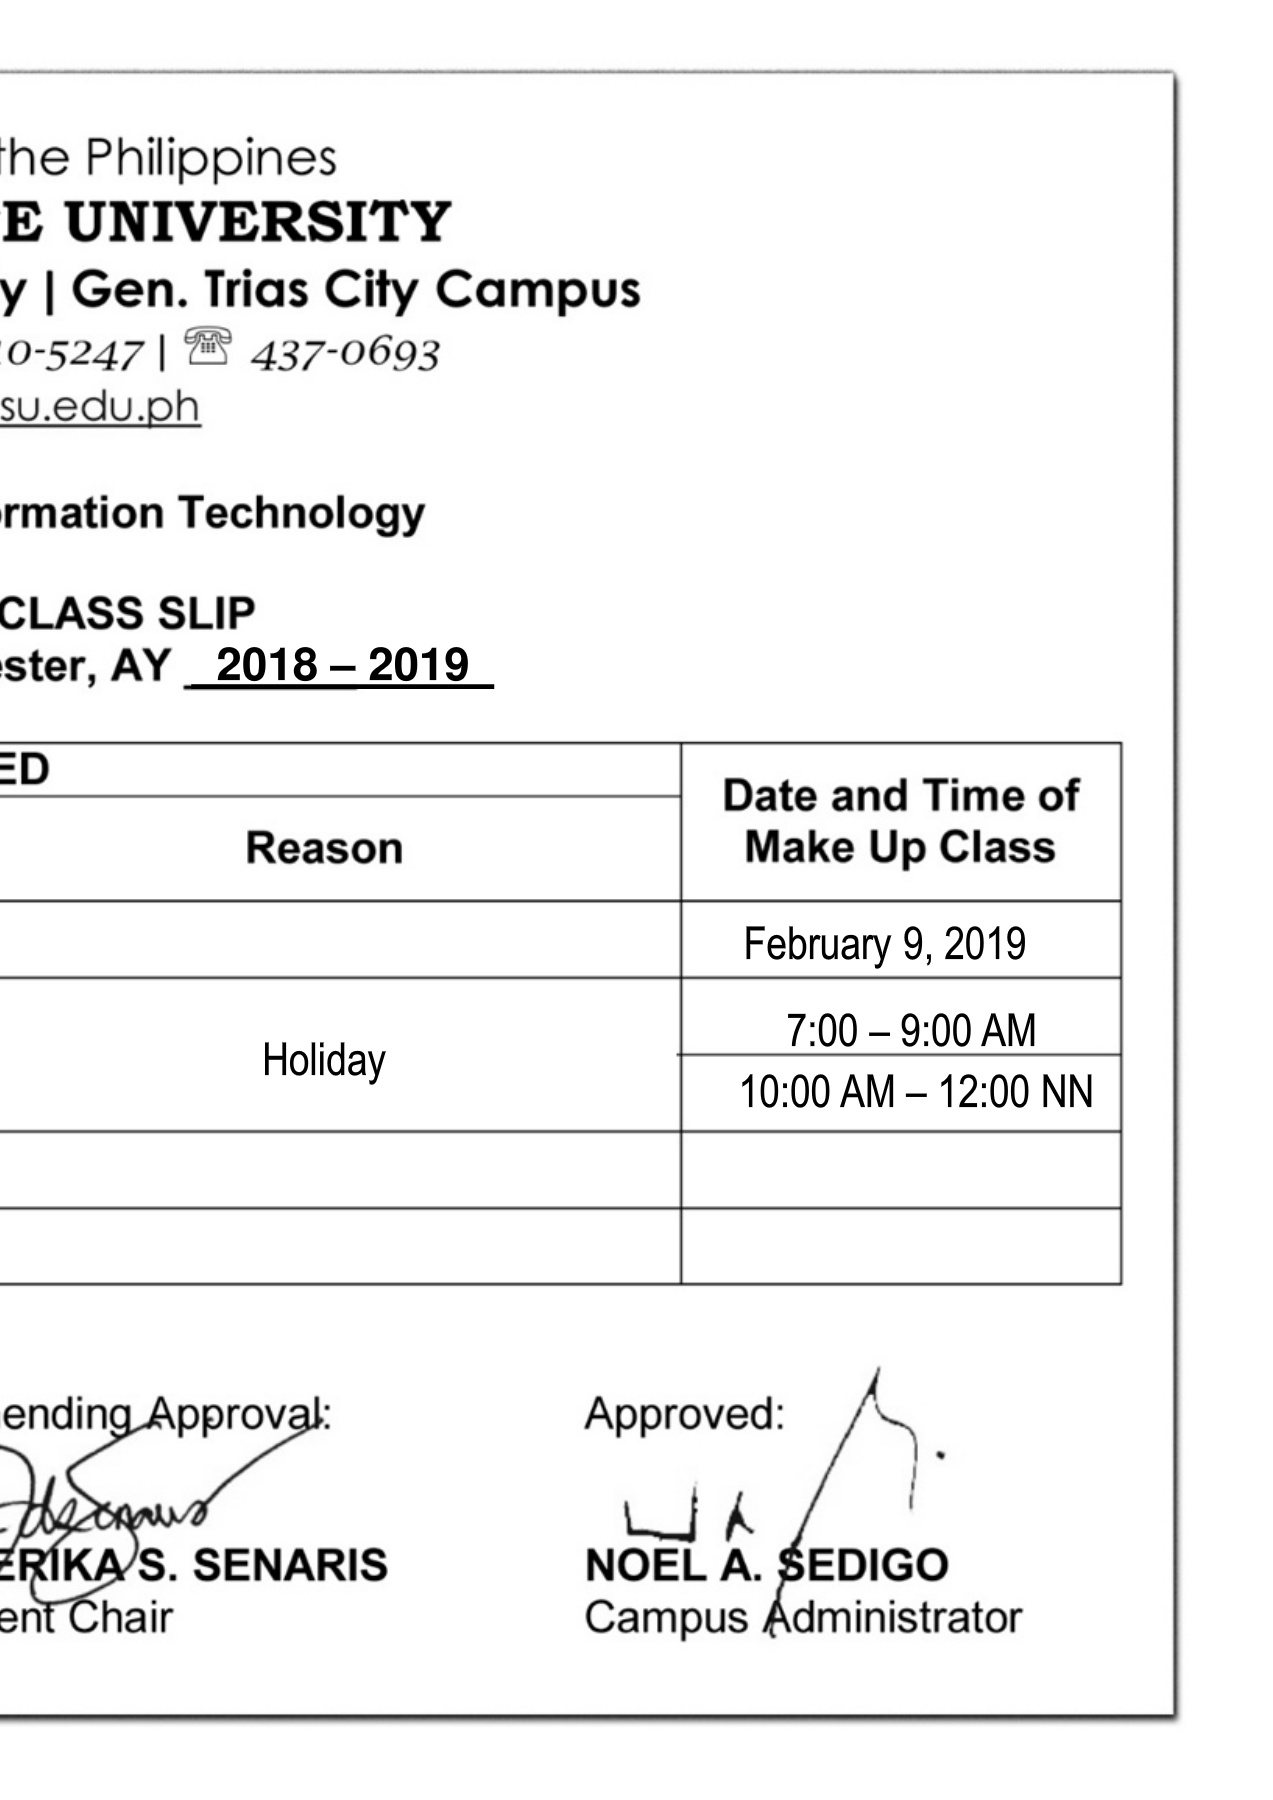 the Philippines
E UNIVERSITY
y | Gen. Trias City Campus
0-5247 | ☏ 437-0693
su.edu.ph
ormation Technology
CLASS SLIP
ester, AY 2018 – 2019
ED
Date and Time of
Make Up Class
Reason
February 9, 2019
7:00 – 9:00 AM
Holiday
10:00 AM – 12:00 NN
ending Approval:
Approved:
ERIKA S. SENARIS
NOEL A. SEDIGO
ent Chair
Campus Administrator